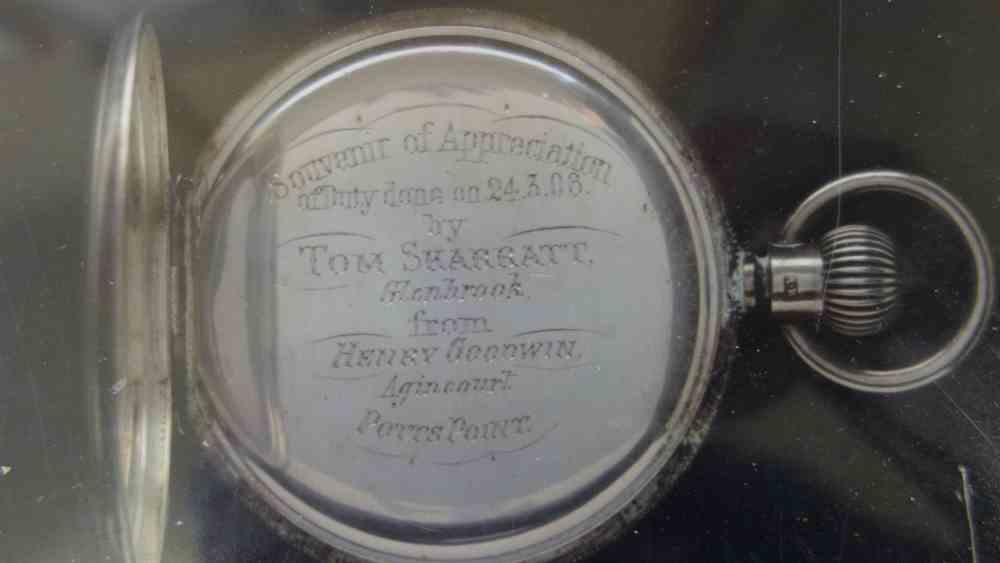 Souvenir of Appreciation
of Duty done on 24.3.06.
by
TOM SHARRATT,
Glenbrook,
from
HENRY GOODWIN,
Agincourt
POTTS POINT.